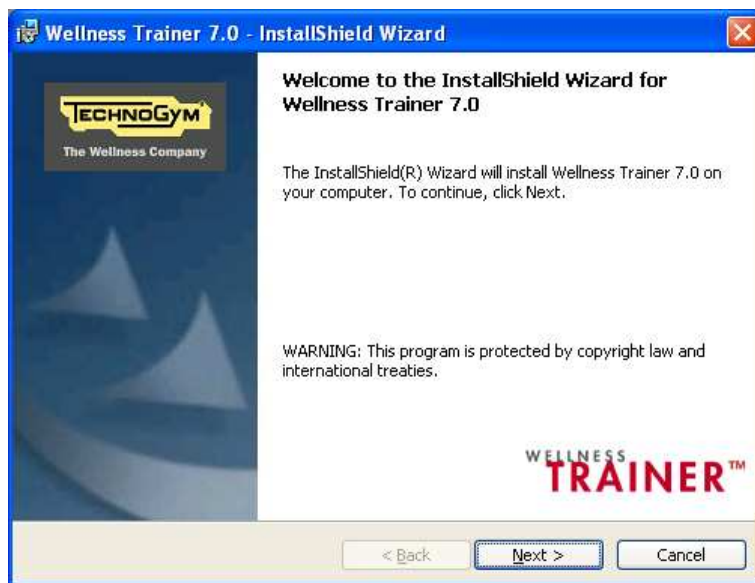 Wellness Trainer 7.0 - InstallShield Wizard
TECHNOGYM
The Wellness Company
Welcome to the InstallShield Wizard for
Wellness Trainer 7.0
The InstallShield(R) Wizard will install Wellness Trainer 7.0 on
your computer. To continue, click Next.
WARNING: This program is protected by copyright law and
international treaties.
WELLNESS
TRAINER™
< Back
Next >
Cancel